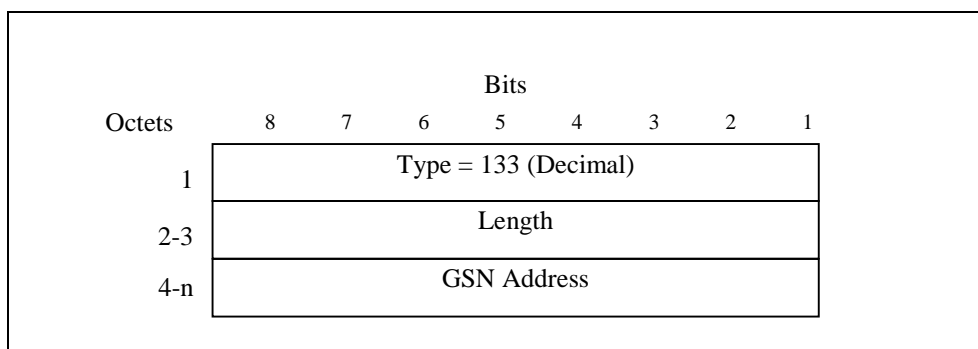 Bits
Octets 8 7 6 5 4 3 2 1
1 Type = 133 (Decimal)
2-3 Length
4-n GSN Address